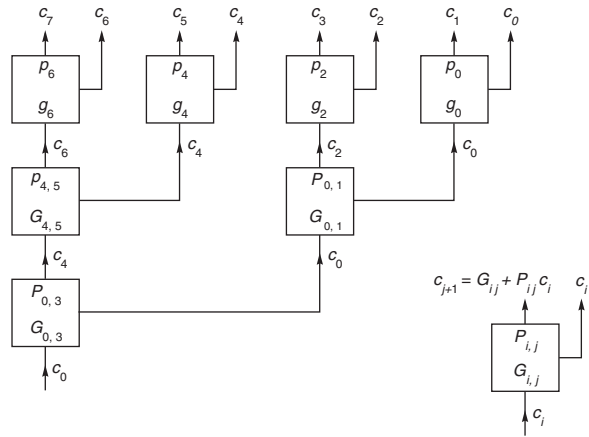 c7 c6 c5 c4 c3 c2 c1 c0
p6 p4 p2 p0
g6 g4 g2 g0
c6 c4 c2 c0
p4, 5 P0, 1
G4, 5 G0, 1
c4 c0
P0, 3
G0, 3
c0
cj+1 = Gij + Pij ci ci
Pi, j
Gi, j
ci